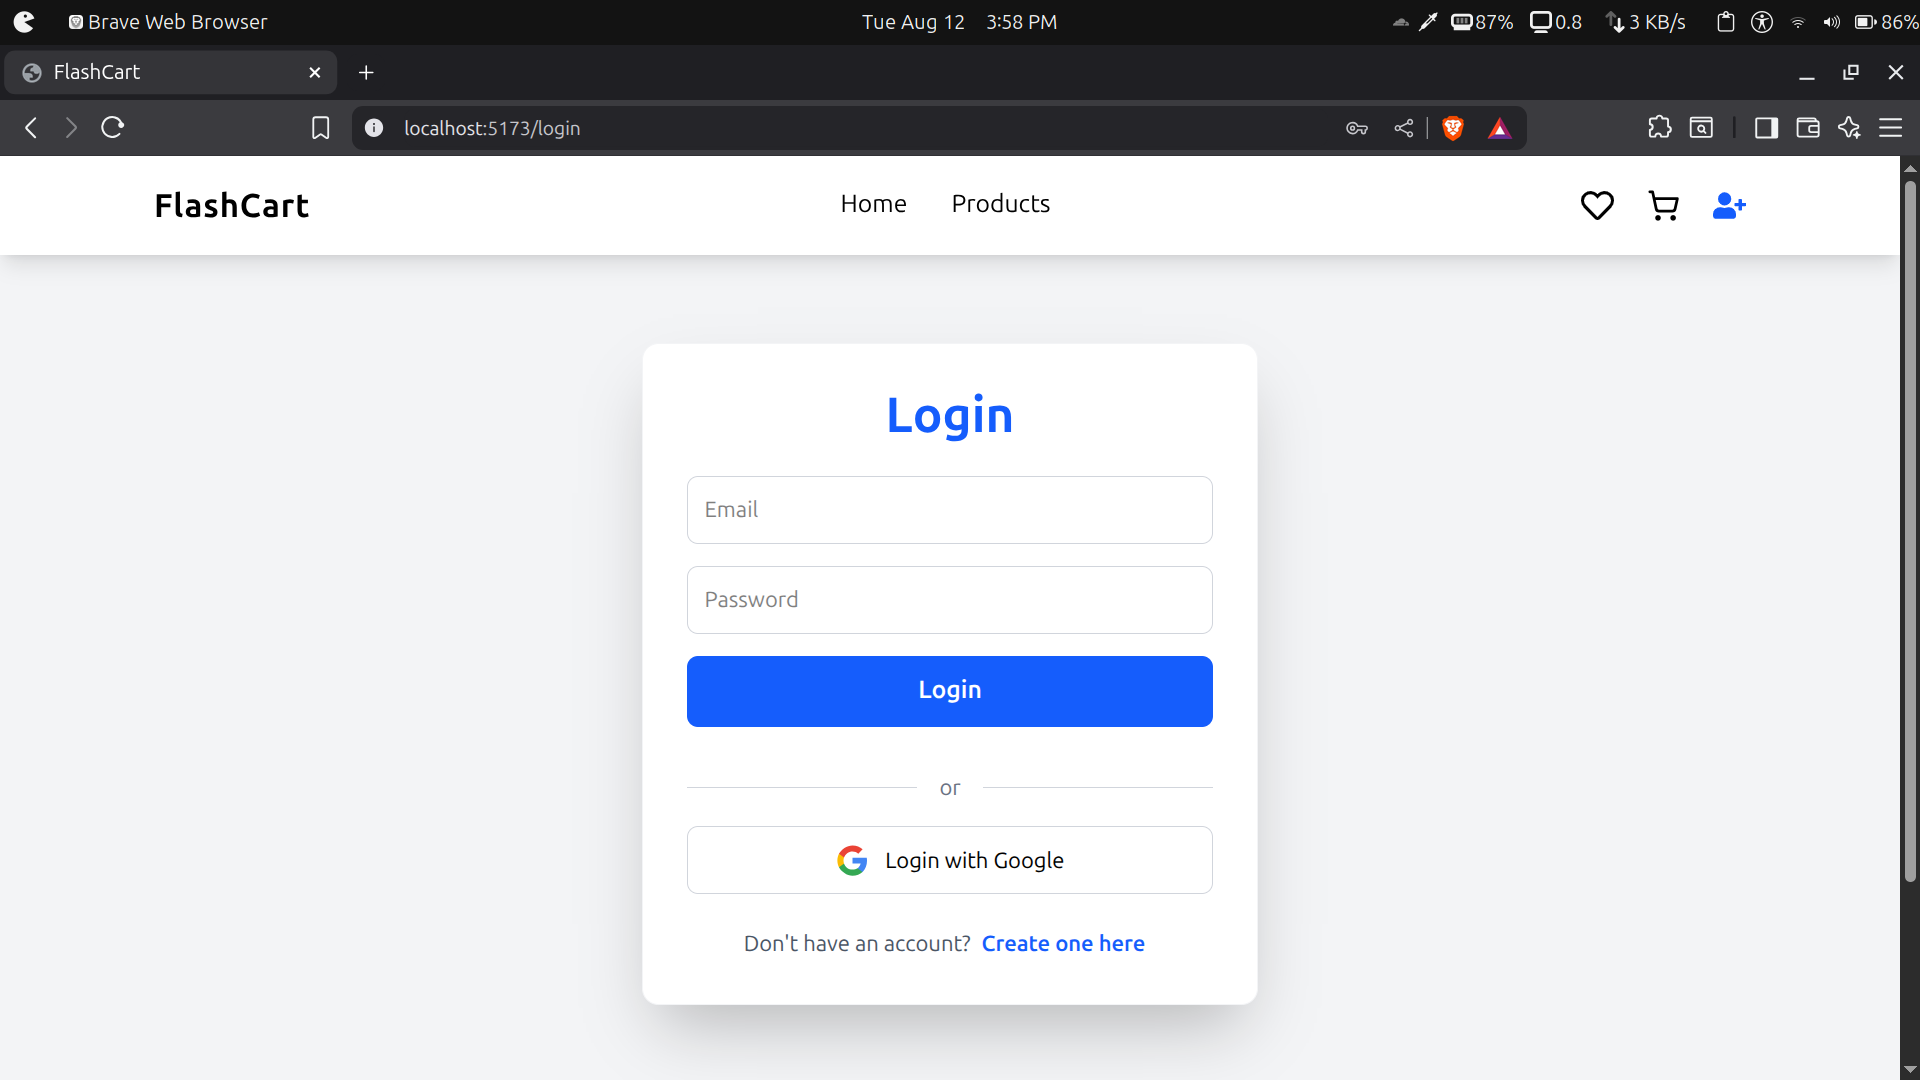 Brave Web Browser
Tue Aug 12 3:58 PM
87% 0.8 3 KB/s 86%
FlashCart
localhost:5173/login
FlashCart
Home Products
Login
Email
Password
Login
or
Login with Google
Don't have an account? Create one here